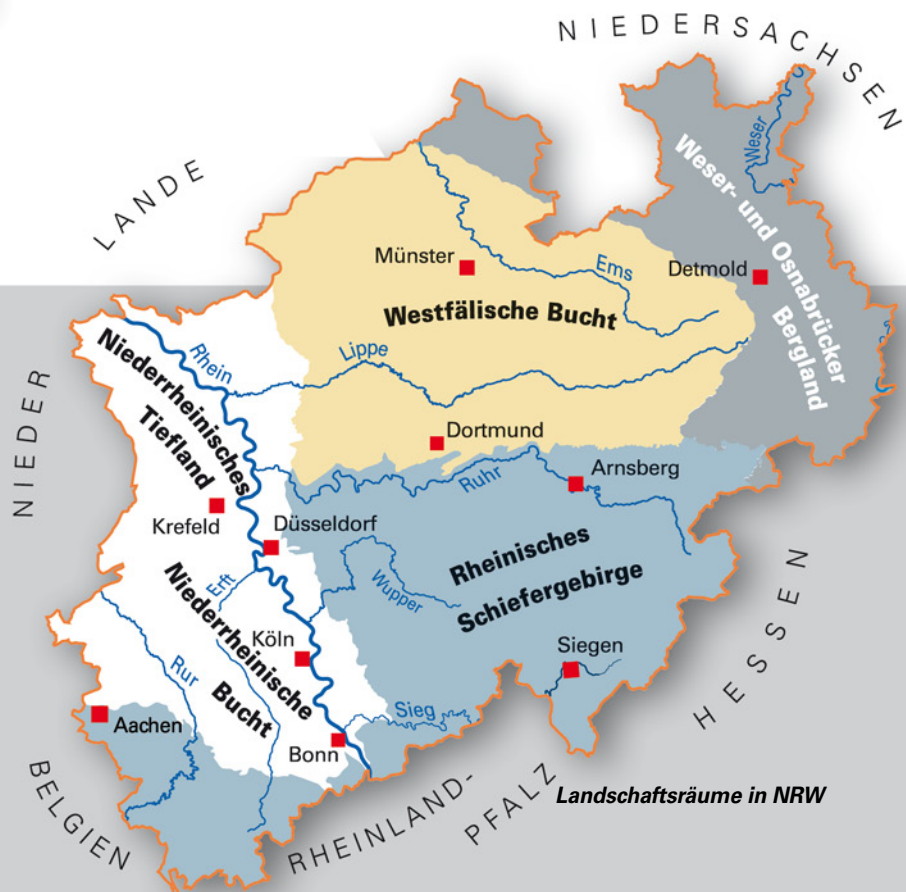 NIEDERSACHSEN
LANDE
NIEDER
BELGIEN
RHEINLAND-
PFALZ
HESSEN
Weser
Weser- und Osnabrücker
Bergland
Münster
Ems
Detmold
Westfälische Bucht
Rhein
Lippe
Niederrheinisches
Tiefland
Dortmund
Ruhr
Arnsberg
Krefeld
Düsseldorf
Rheinisches
Schiefergebirge
Erft
Wupper
Niederrheinische
Bucht
Köln
Siegen
Rur
Sieg
Aachen
Bonn
Landschaftsräume in NRW